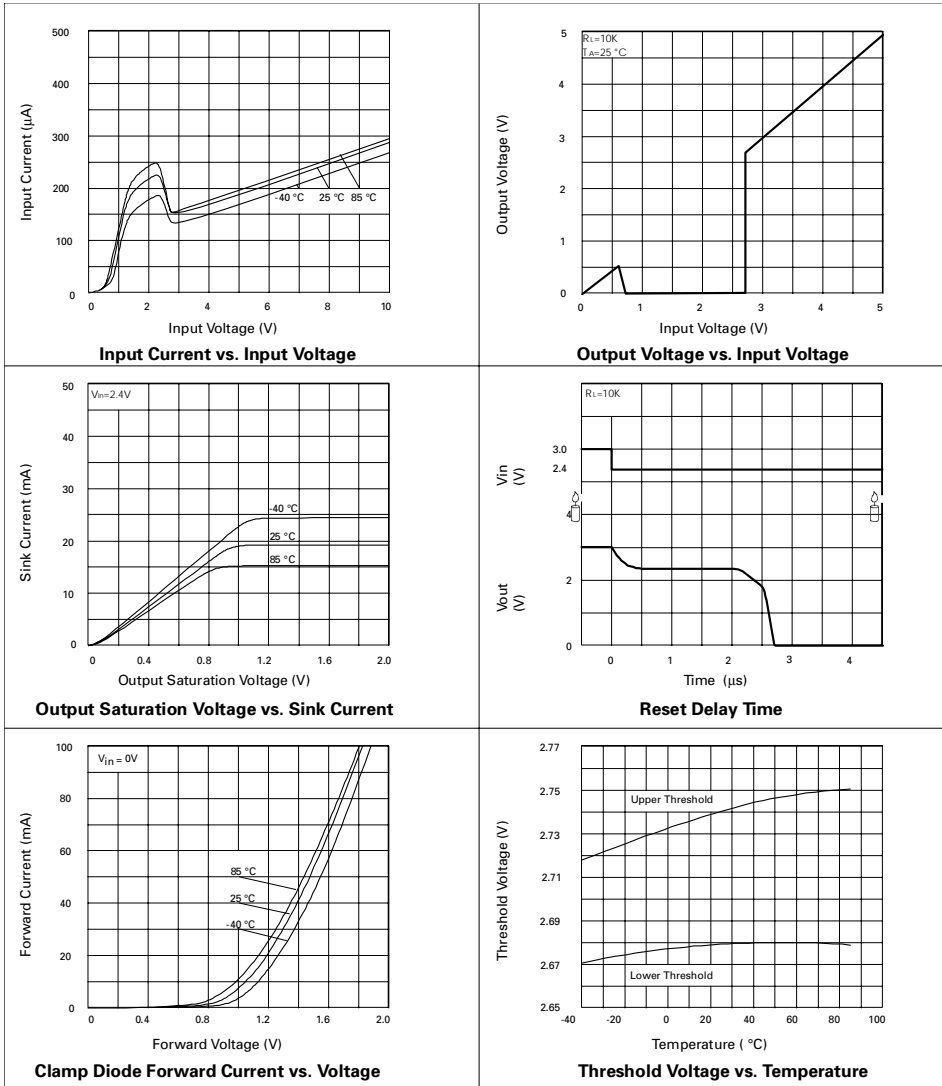 500
400
300
200
100
0
Input Current (μA)
-40 °C
25 °C
85 °C
0 2 4 6 8 10
Input Voltage (V)
Input Current vs. Input Voltage
5
4
3
2
1
0
Output Voltage (V)
RL=10K
TA=25 °C
0 1 2 3 4 5
Input Voltage (V)
Output Voltage vs. Input Voltage
50
40
30
20
10
0
Sink Current (mA)
Vin=2.4V
-40 °C
25 °C
85 °C
0 0.4 0.8 1.2 1.6 2.0
Output Saturation Voltage (V)
Output Saturation Voltage vs. Sink Current
RL=10K
3.0
2.4
Vin
(V)
4
2
0
Vout
(V)
0 1 2 3 4
Time (μs)
Reset Delay Time
100
80
60
40
20
0
Forward Current (mA)
Vin = 0V
85 °C
25 °C
-40 °C
0 0.4 0.8 1.2 1.6 2.0
Forward Voltage (V)
Clamp Diode Forward Current vs. Voltage
2.77
2.75
2.73
2.71
2.69
2.67
2.65
Threshold Voltage (V)
Upper Threshold
Lower Threshold
-40 -20 0 20 40 60 80 100
Temperature ( °C)
Threshold Voltage vs. Temperature